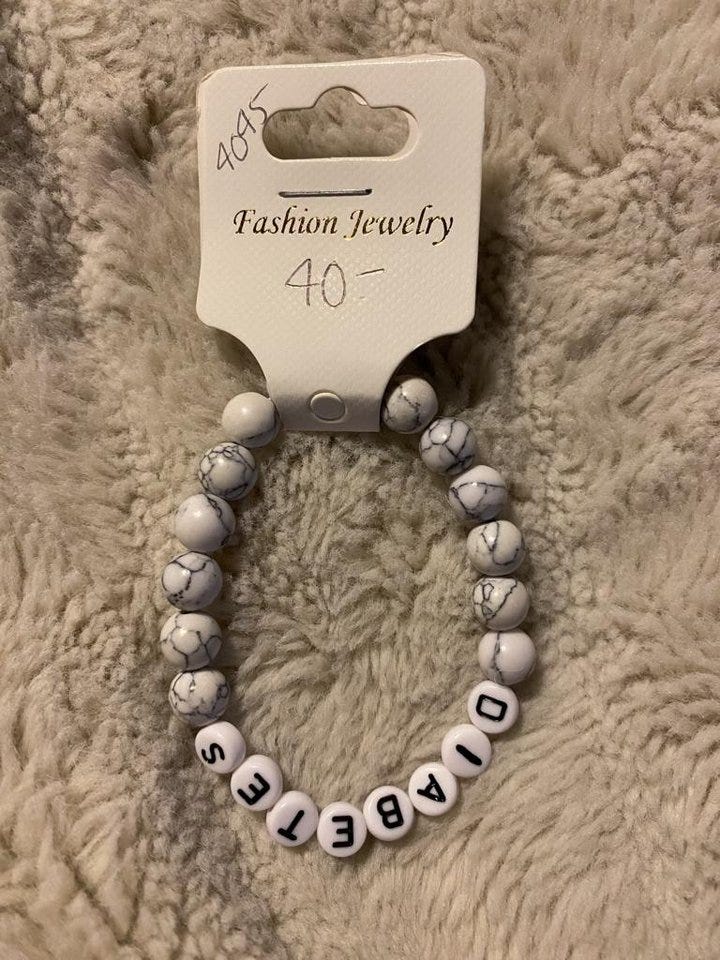 4045
Fashion Jewelry
40-
DIABETES